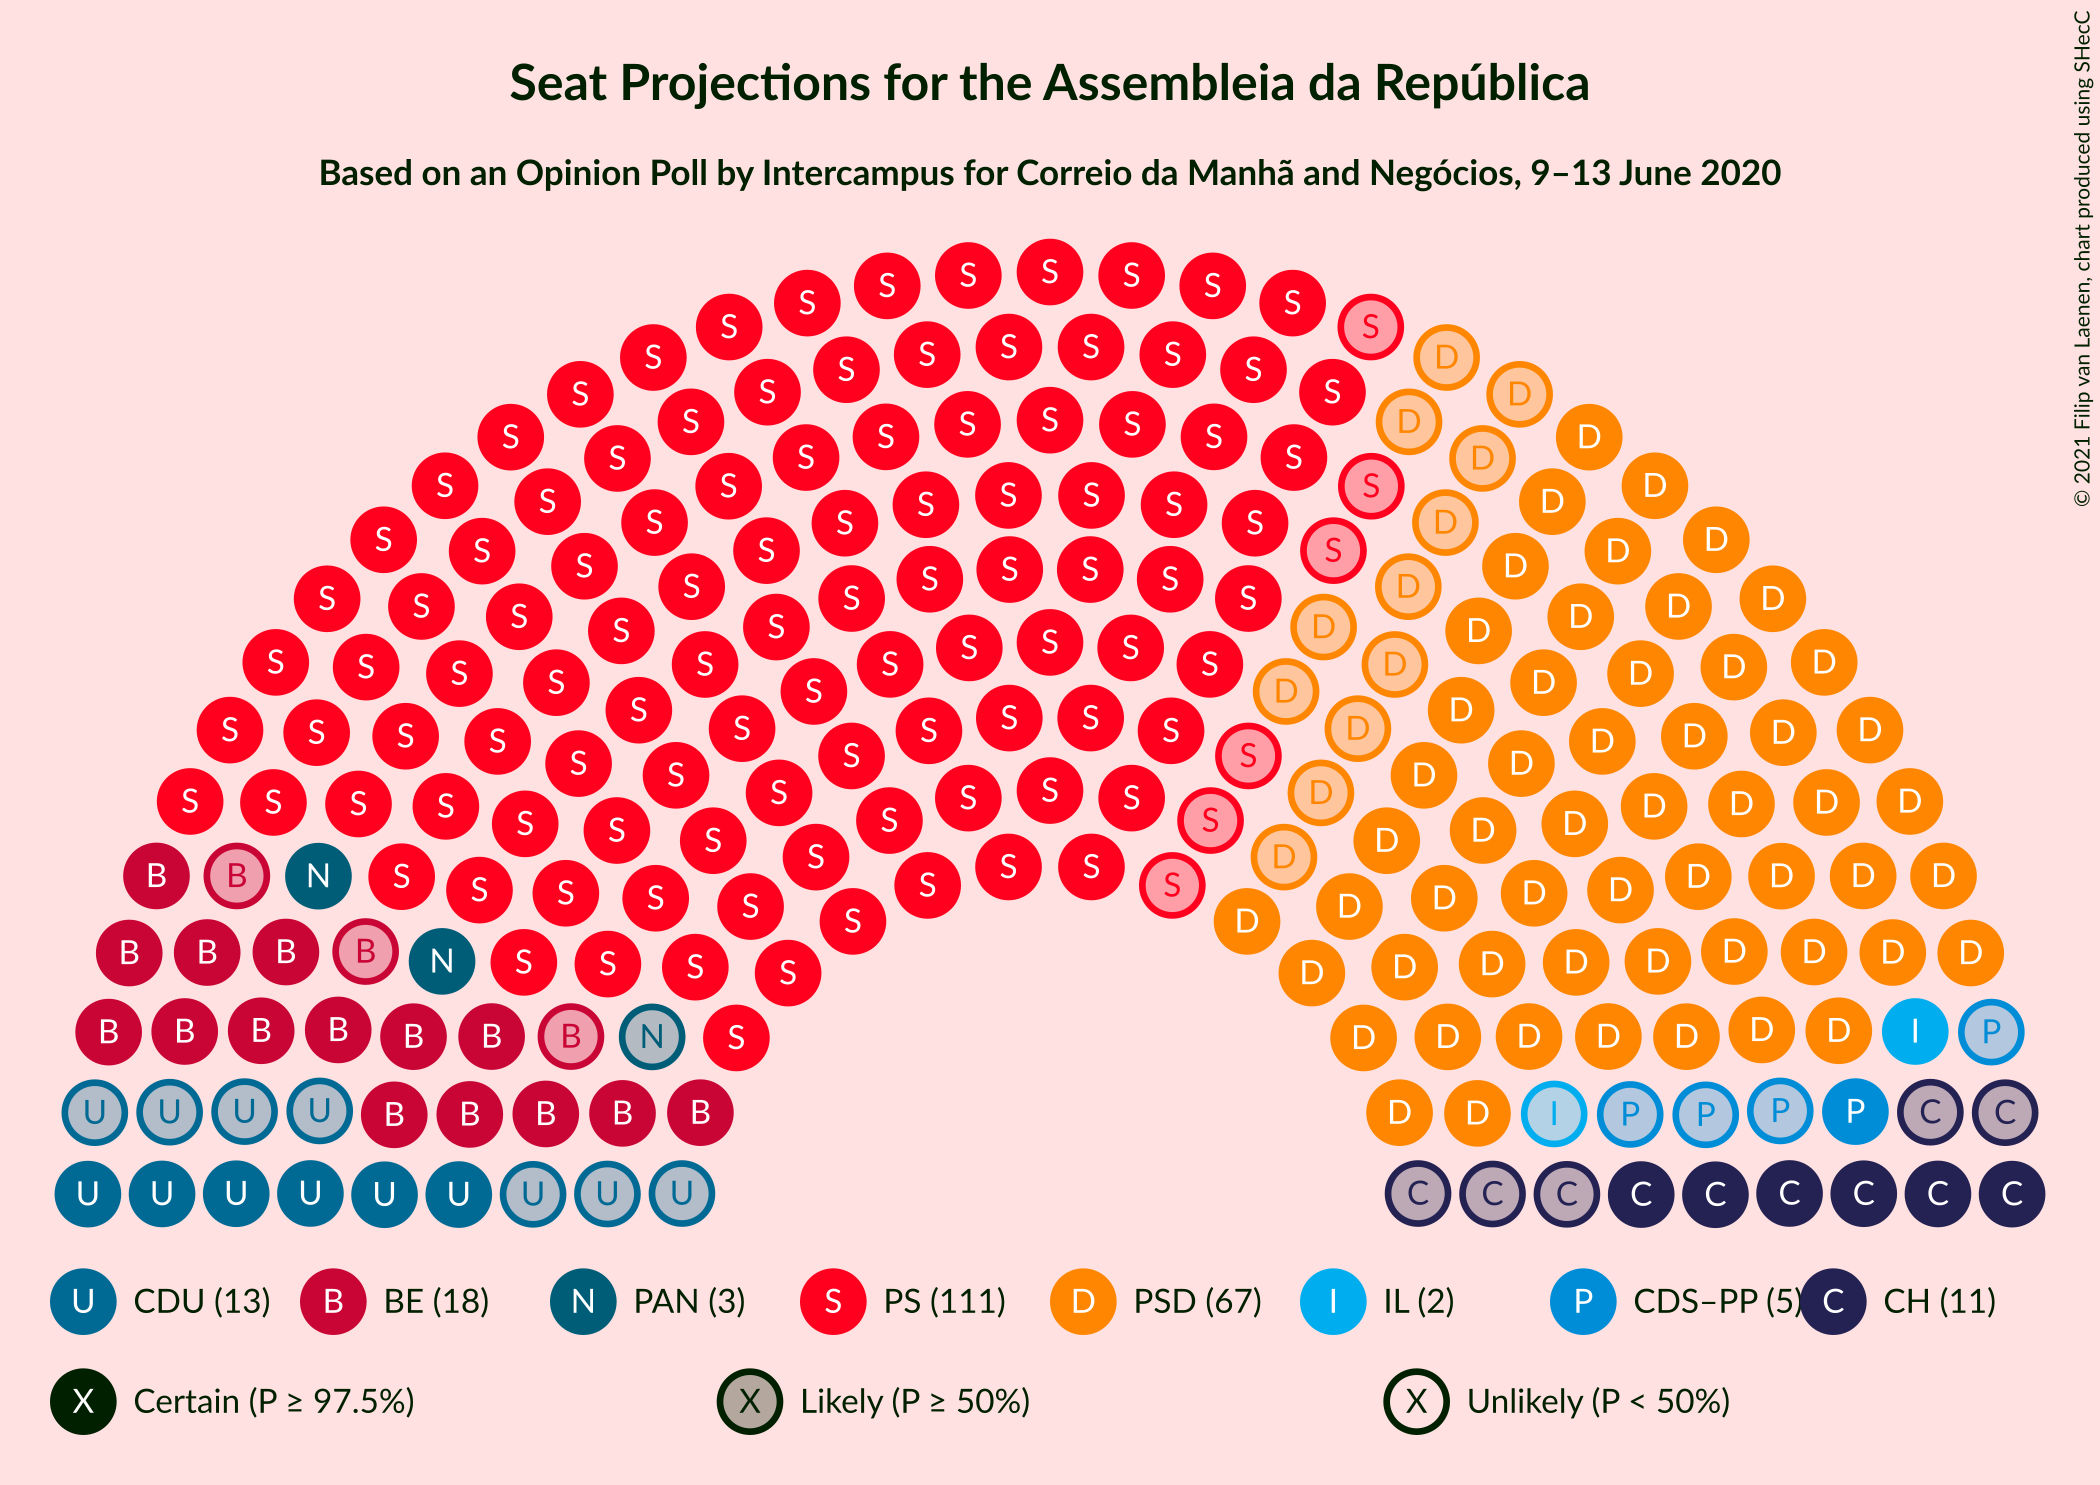 Seat Projections for the Assembleia da República
Based on an Opinion Poll by Intercampus for Correio da Manhã and Negócios, 9–13 June 2020
© 2021 Filip van Laenen, chart produced using SHecC
U CDU (13) B BE (18) N PAN (3) S PS (111) D PSD (67) I IL (2) P CDS–PP (5) C CH (11)
X Certain (P ≥ 97.5%) X Likely (P ≥ 50%) X Unlikely (P < 50%)